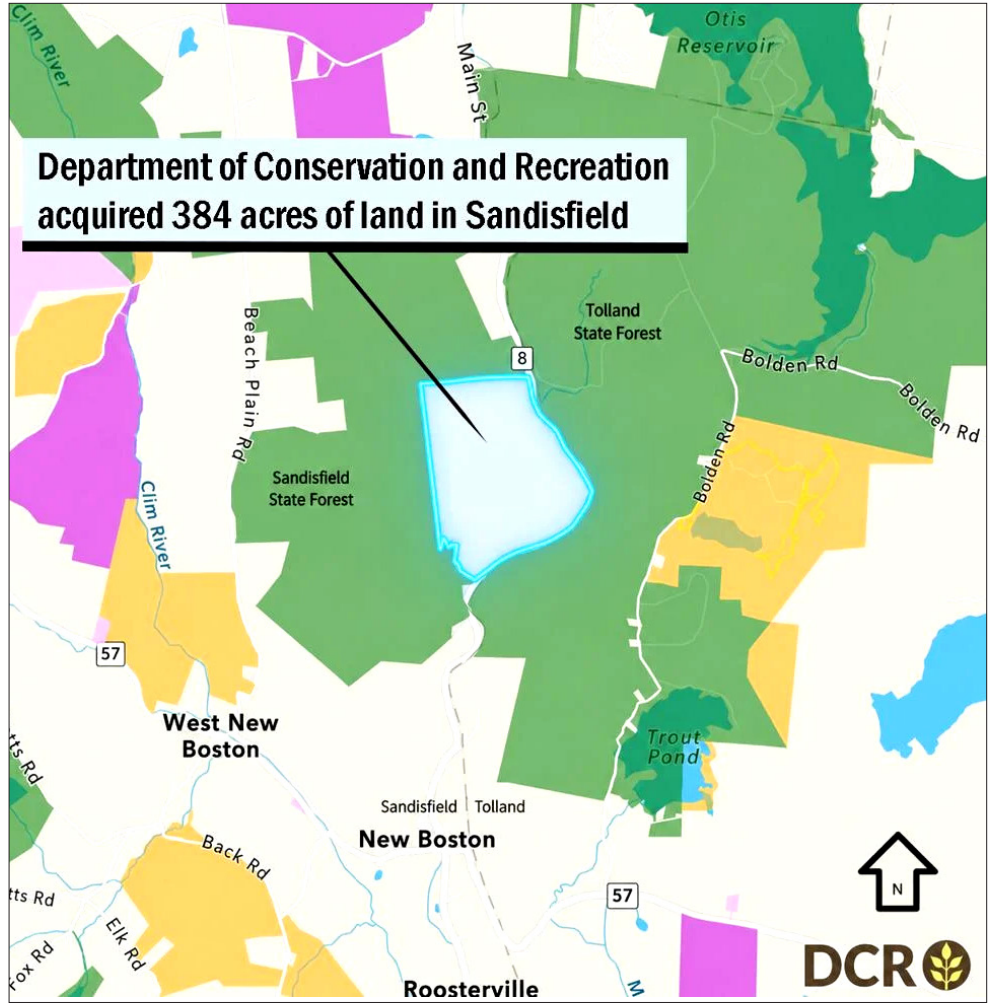 Clim River
Otis
Reservoir
Main St
Department of Conservation and Recreation
acquired 384 acres of land in Sandisfield
Beach Plain Rd
Tolland
State Forest
8
Bolden Rd
Bolden Rd
Bolden Rd
Sandisfield
State Forest
Clim River
57
West New
Boston
Trout
Pond
tts Rd
Sandisfield
Tolland
New Boston
Back Rd
N
tts Rd
57
Elk Rd
Fox Rd
DCR
Roosterville
M